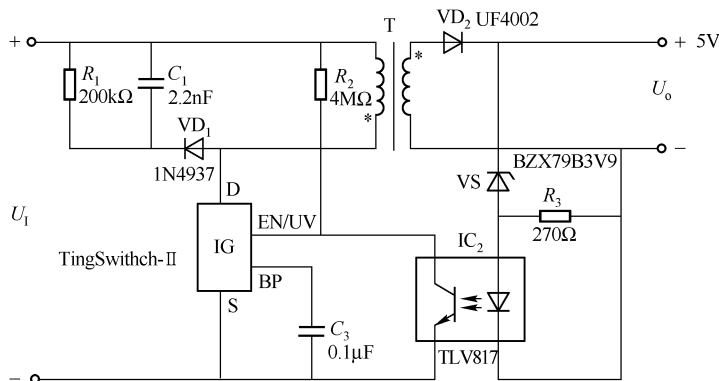 T
VD₂ UF4002
+
+ 5V
R₁
200kΩ
C₁
2.2nF
R₂
4MΩ
*
*
Uₒ
VD₁
1N4937
−
BZX79B3V9
VS
D
R₃
270Ω
U_I
EN/UV
IG
IC₂
TingSwithch-Ⅱ
BP
S
C₃
0.1μF
TLV817
−